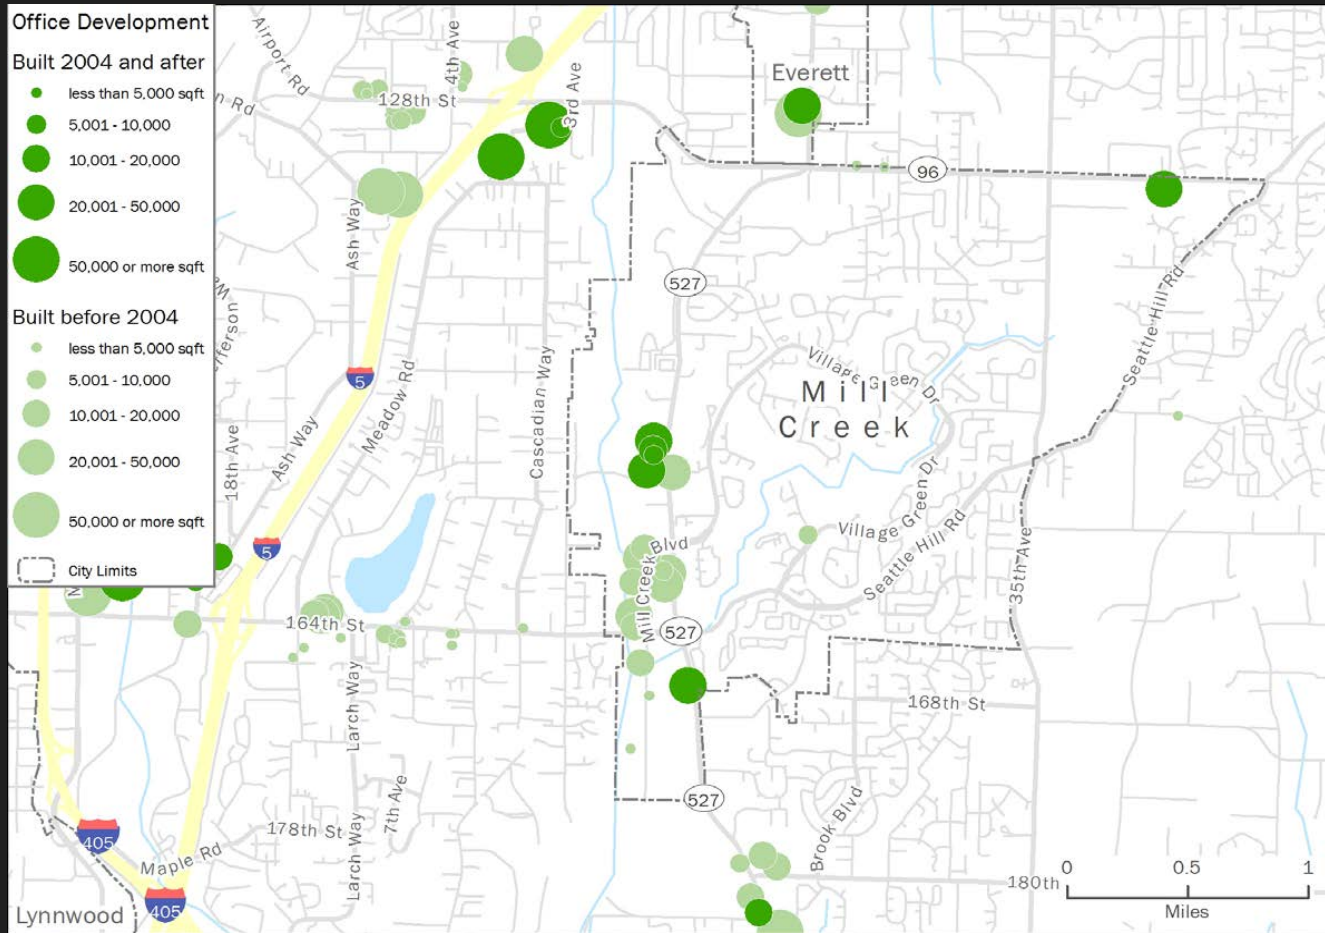 Office Development
Built 2004 and after
less than 5,000 sqft
5,001 - 10,000
10,001 - 20,000
20,001 - 50,000
50,000 or more sqft
Built before 2004
less than 5,000 sqft
5,001 - 10,000
10,001 - 20,000
20,001 - 50,000
50,000 or more sqft
City Limits
Airport Rd
4th Ave
3rd Ave
128th St
Everett
96
Ash Way
527
Seattle Hill Rd
5
Meadow Rd
Cascadian Way
Village Green Dr
Mill
Creek
18th Ave
Ash Way
5
Village Green Dr
Seattle Hill Rd
35th Ave
Mill Creek
Blvd
164th St
527
Larch Way
168th St
527
7th Ave
178th St
Larch Way
Brook Blvd
405
Maple Rd
180th
405
Lynnwood
0 0.5 1
Miles